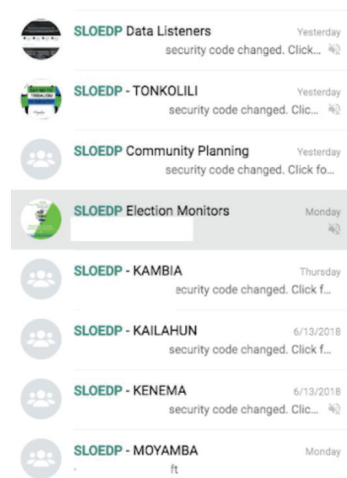 SLOEDP Data Listeners Yesterday
security code changed. Click...
SLOEDP - TONKOLILI Yesterday
security code changed. Clic...
SLOEDP Community Planning Yesterday
security code changed. Click fo...
SLOEDP Election Monitors Monday
SLOEDP - KAMBIA Thursday
ecurity code changed. Click f...
SLOEDP - KAILAHUN 6/13/2018
security code changed. Click f...
SLOEDP - KENEMA 6/13/2018
security code changed. Clic...
SLOEDP - MOYAMBA Monday
ft